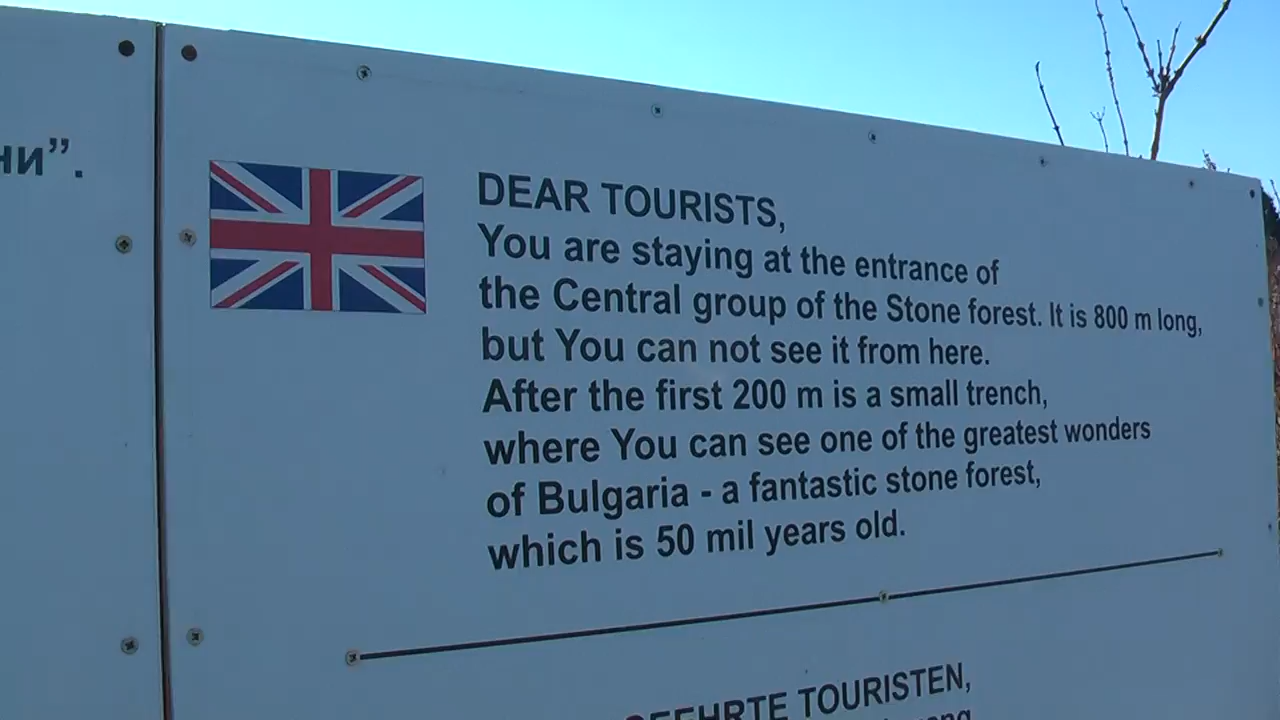 ни”.
DEAR TOURISTS,
You are staying at the entrance of
the Central group of the Stone forest. It is 800 m long,
but You can not see it from here.
After the first 200 m is a small trench,
where You can see one of the greatest wonders
of Bulgaria - a fantastic stone forest,
which is 50 mil years old.
TOURISTEN,